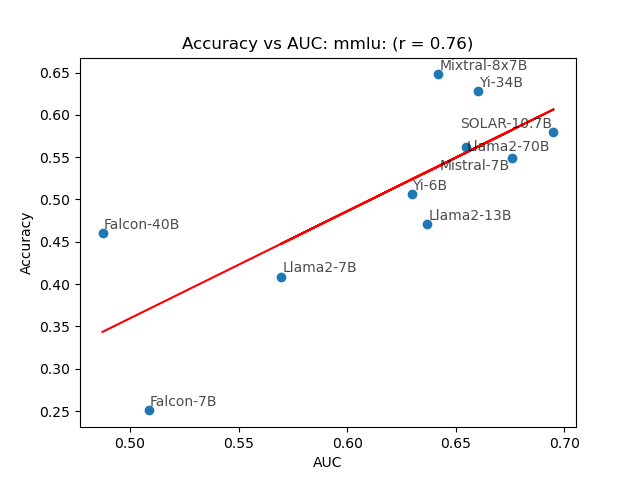 Accuracy vs AUC: mmlu: (r = 0.76)
Accuracy
0.65
0.60
0.55
0.50
0.45
0.40
0.35
0.30
0.25
Mixtral-8x7B
Yi-34B
SOLAR-10.7B
Llama2-70B
Mistral-7B
Yi-6B
Llama2-13B
Falcon-40B
Llama2-7B
Falcon-7B
0.50 0.55 0.60 0.65 0.70
AUC